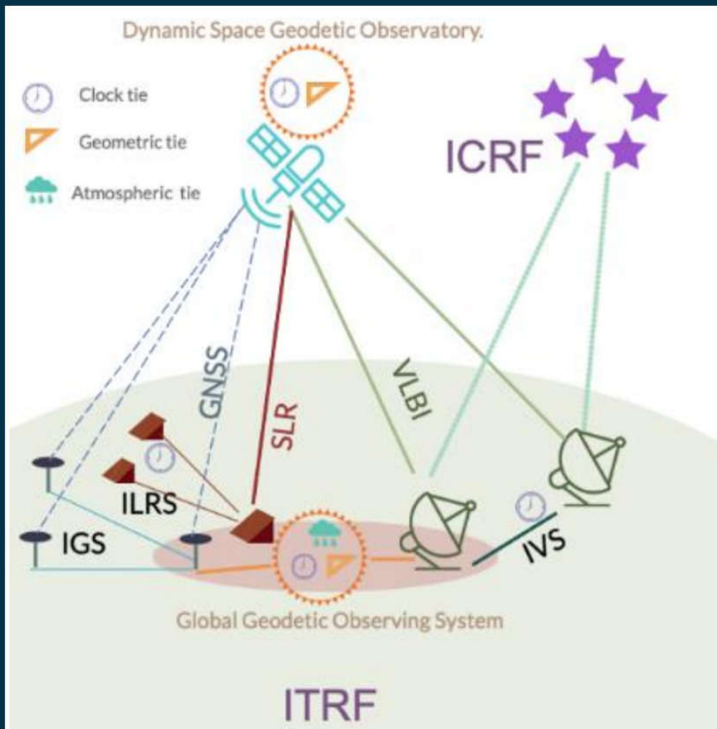 Dynamic Space Geodetic Observatory.
Clock tie
Geometric tie
Atmospheric tie
ICRF
GNSS
SLR
VLBI
ILRS
IGS
IVS
Global Geodetic Observing System
ITRF